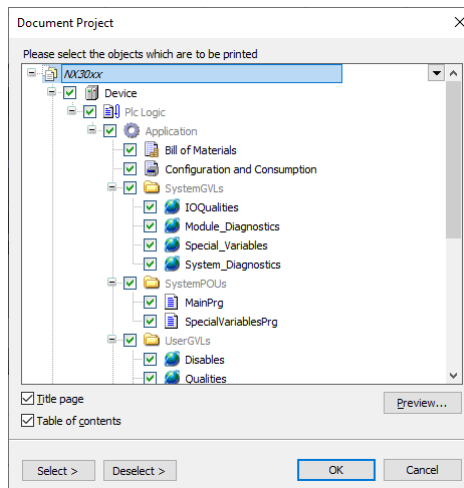 Document Project
Please select the objects which are to be printed
NX30xx
Device
Plc Logic
Application
Bill of Materials
Configuration and Consumption
SystemGVLs
IOQualities
Module_Diagnostics
Special_Variables
System_Diagnostics
SystemPOUs
MainPrg
SpecialVariablesPrg
UserGVLs
Disables
Qualities
Title page
Preview...
Table of contents
Select >
Deselect >
OK
Cancel